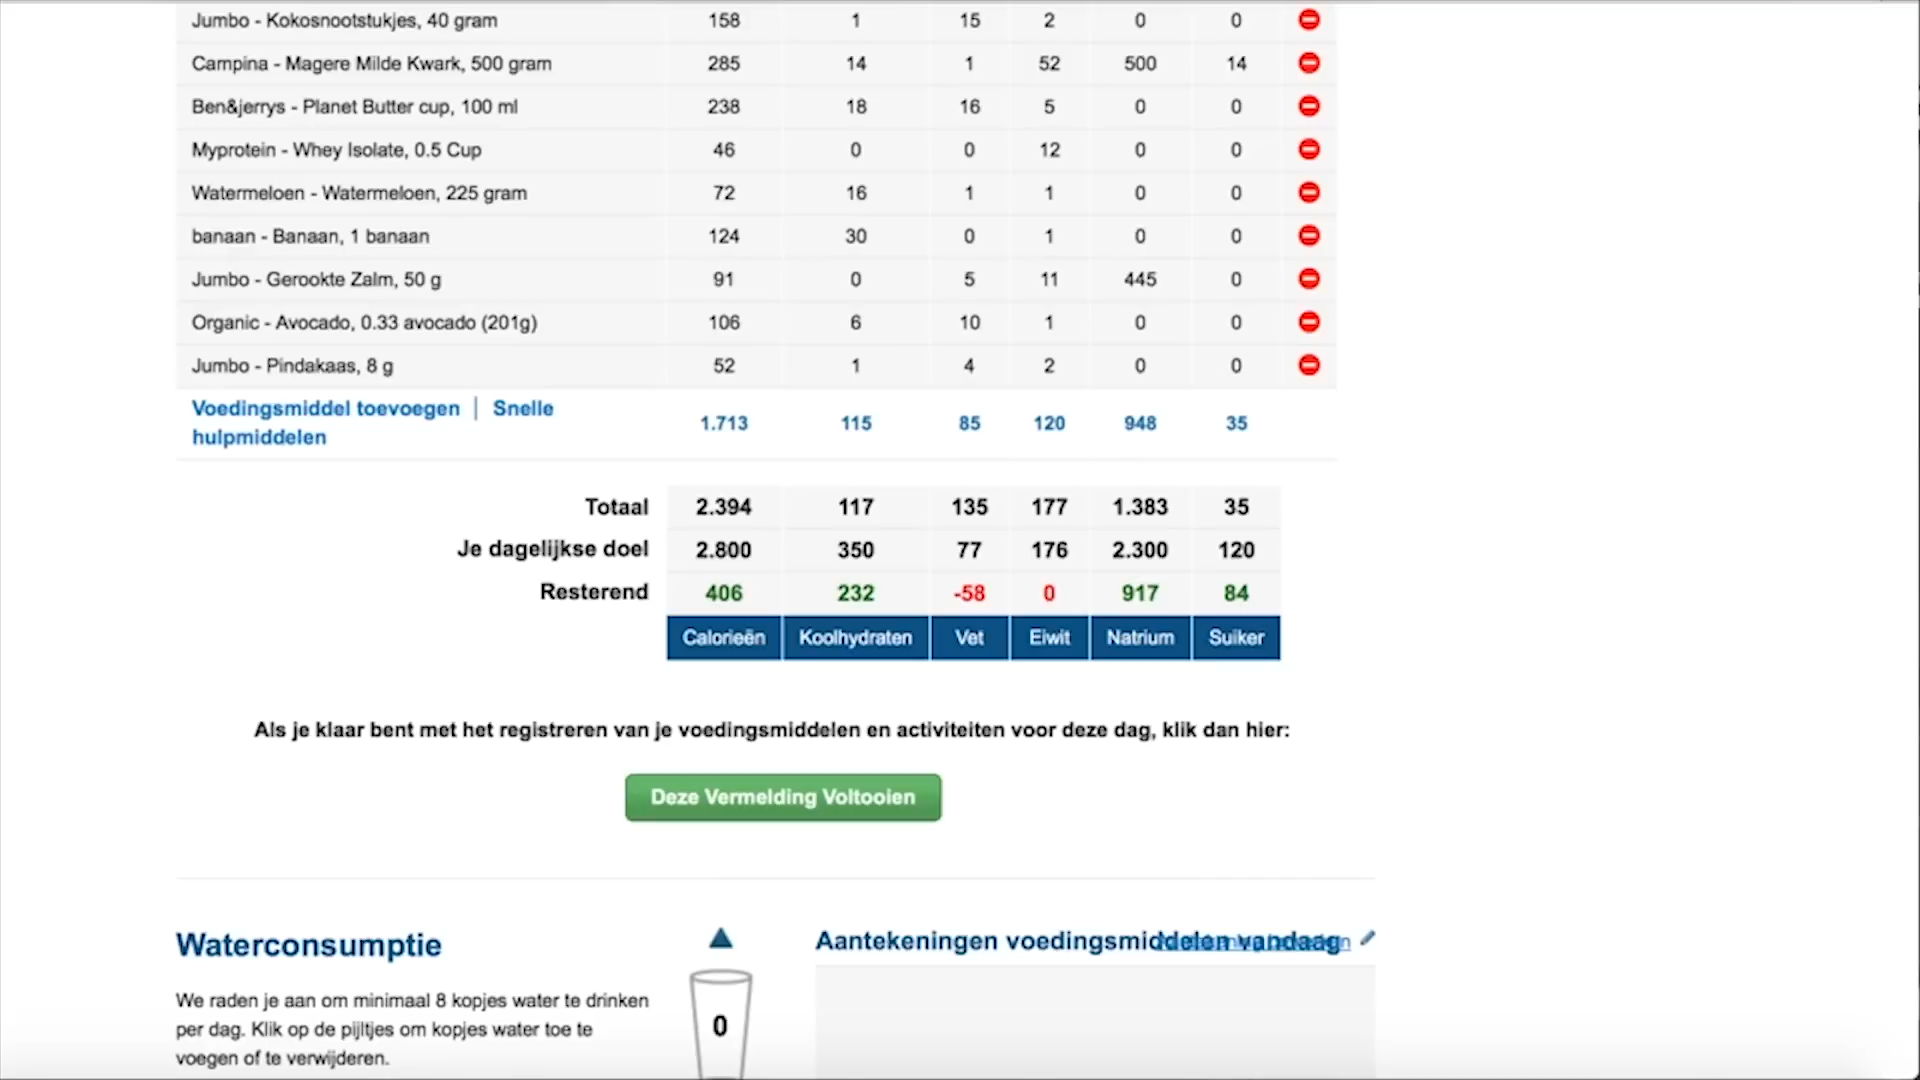 Jumbo - Kokosnootstukjes, 40 gram 158 1 15 2 0 0
Campina - Magere Milde Kwark, 500 gram 285 14 1 52 500 14
Ben&jerrys - Planet Butter cup, 100 ml 238 18 16 5 0 0
Myprotein - Whey Isolate, 0.5 Cup 46 0 0 12 0 0
Watermeloen - Watermeloen, 225 gram 72 16 1 1 0 0
banaan - Banaan, 1 banaan 124 30 0 1 0 0
Jumbo - Gerookte Zalm, 50 g 91 0 5 11 445 0
Organic - Avocado, 0.33 avocado (201g) 106 6 10 1 0 0
Jumbo - Pindakaas, 8 g 52 1 4 2 0 0
Voedingsmiddel toevoegen | Snelle
hulpmiddelen 1.713 115 85 120 948 35
Totaal 2.394 117 135 177 1.383 35
Je dagelijkse doel 2.800 350 77 176 2.300 120
Resterend 406 232 -58 0 917 84
Calorieën Koolhydraten Vet Eiwit Natrium Suiker
Als je klaar bent met het registreren van je voedingsmiddelen en activiteiten voor deze dag, klik dan hier:
Deze Vermelding Voltooien
Waterconsumptie
We raden je aan om minimaal 8 kopjes water te drinken
per dag. Klik op de pijltjes om kopjes water toe te
voegen of te verwijderen.
0
Aantekeningen voedingsmiddelen vandaag